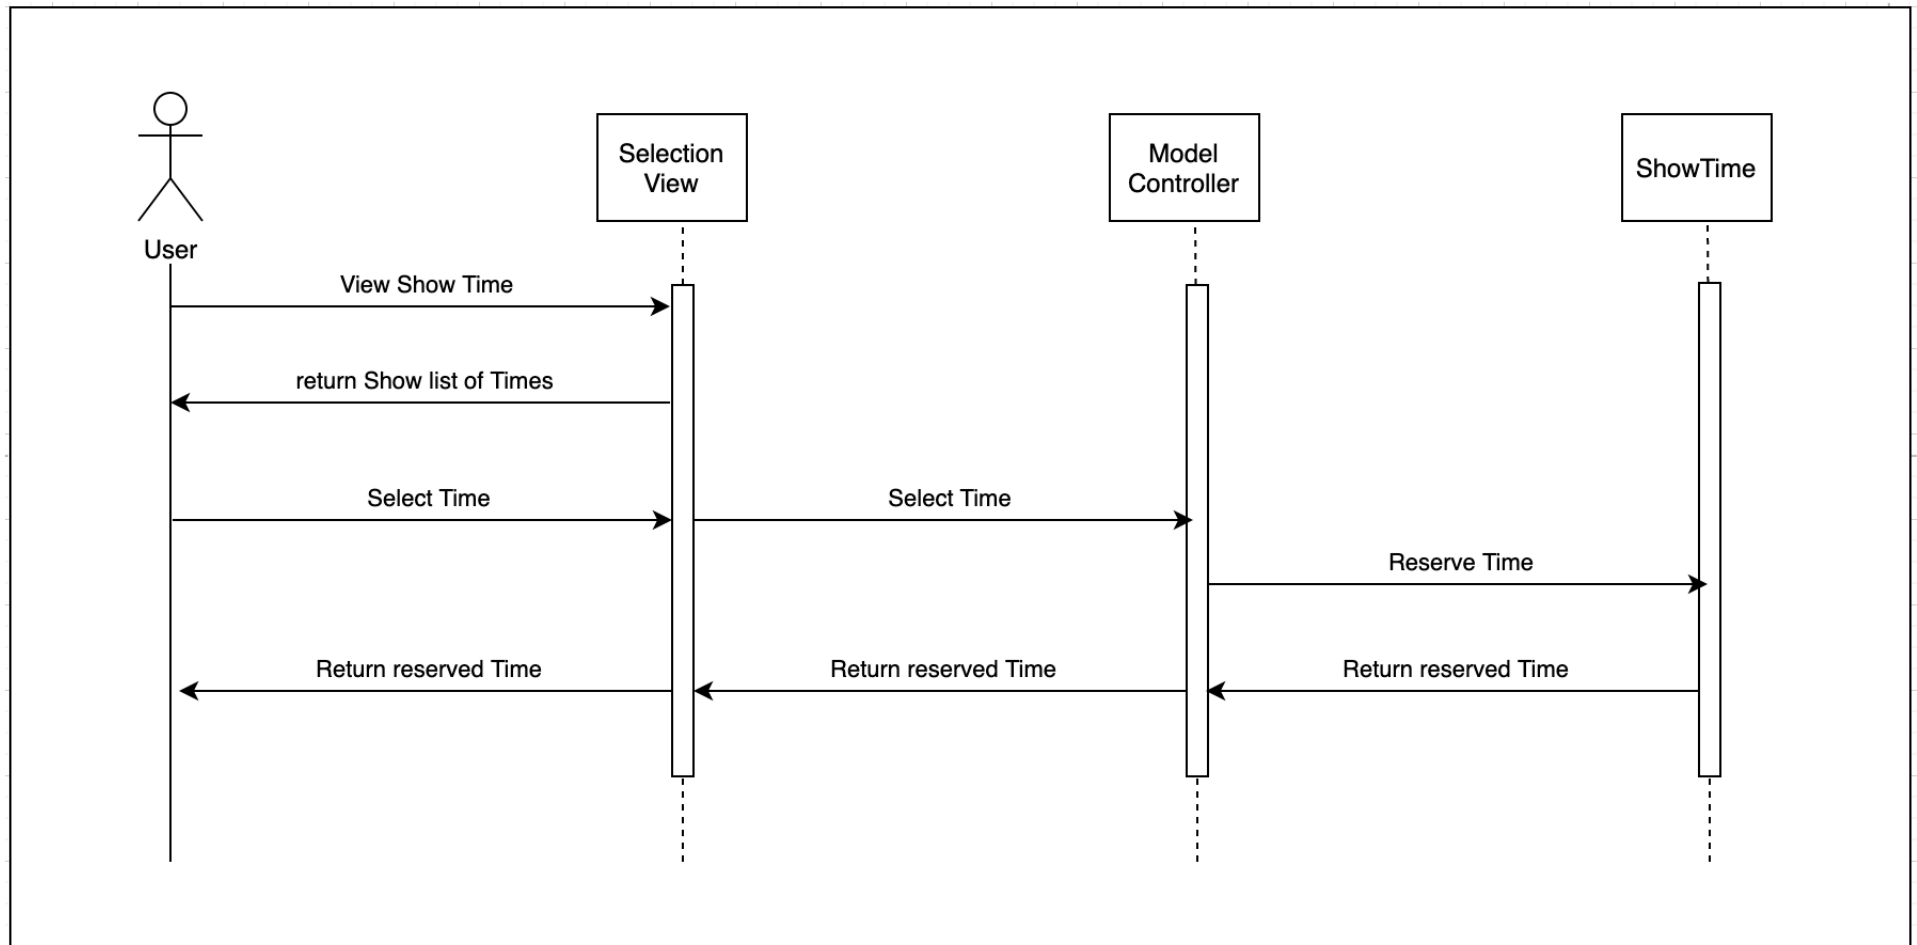 Selection
View
Model
Controller
ShowTime
User
View Show Time
return Show list of Times
Select Time
Select Time
Reserve Time
Return reserved Time
Return reserved Time
Return reserved Time